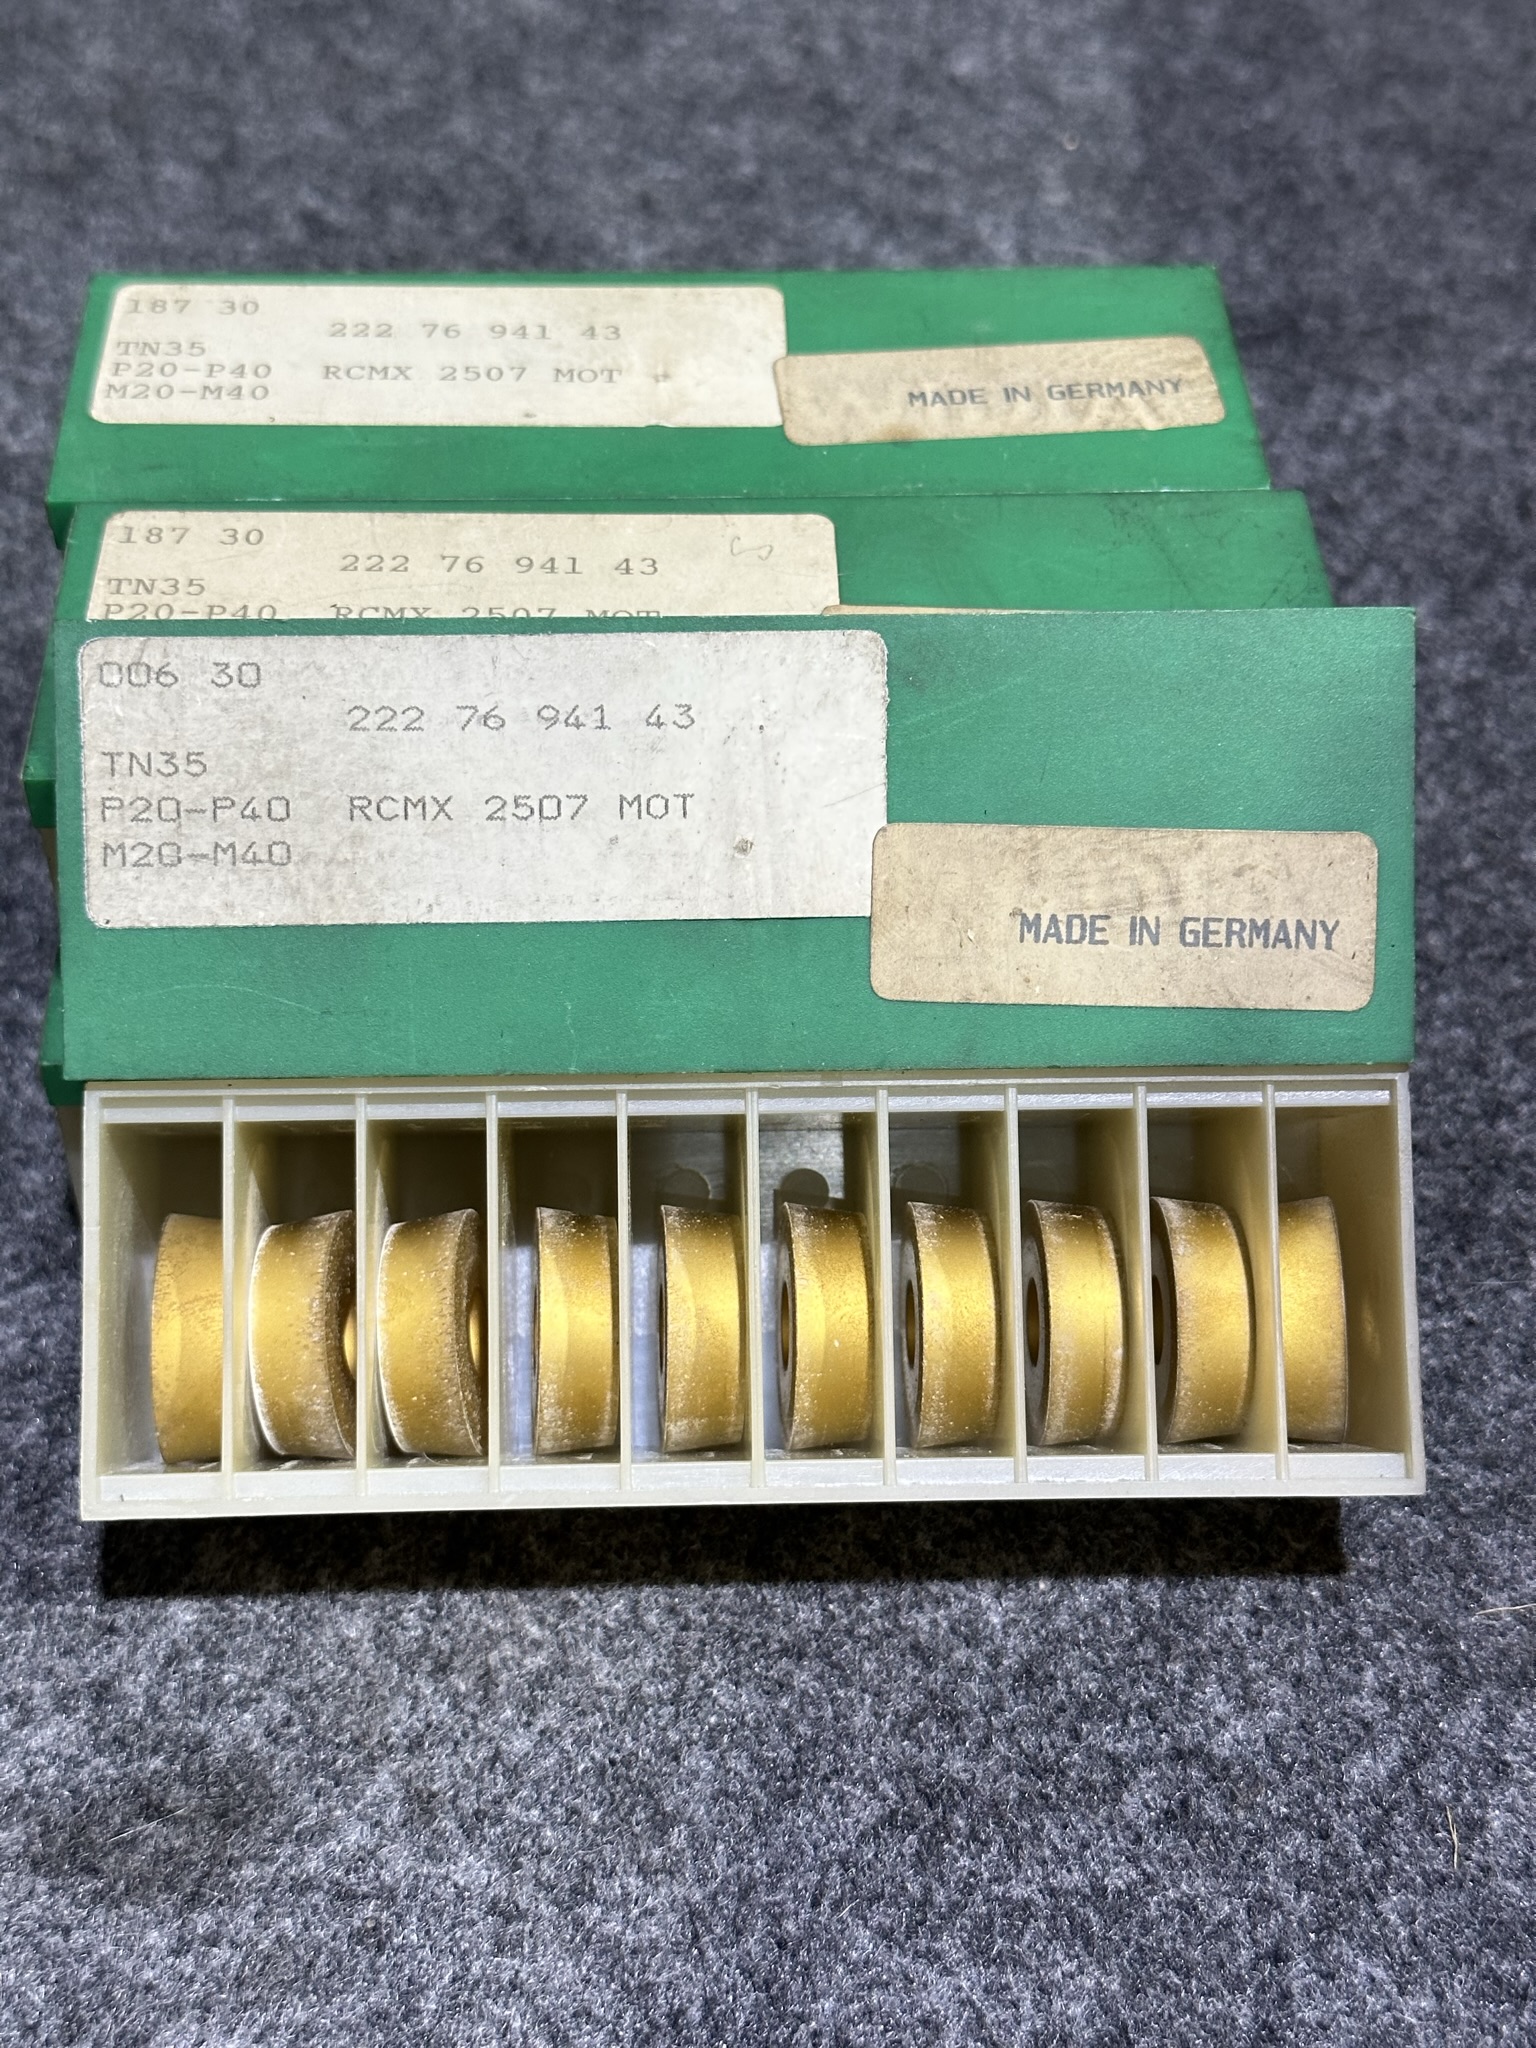 187 30
222 76 941 43
TN35
P20-P40 RCMX 2507 MOT
M20-M40
MADE IN GERMANY
187 30
222 76 941 43
TN35
P20-P40 RCMX 2507 MOT
006 30
222 76 941 43
TN35
P20-P40 RCMX 2507 MOT
M20-M40
MADE IN GERMANY